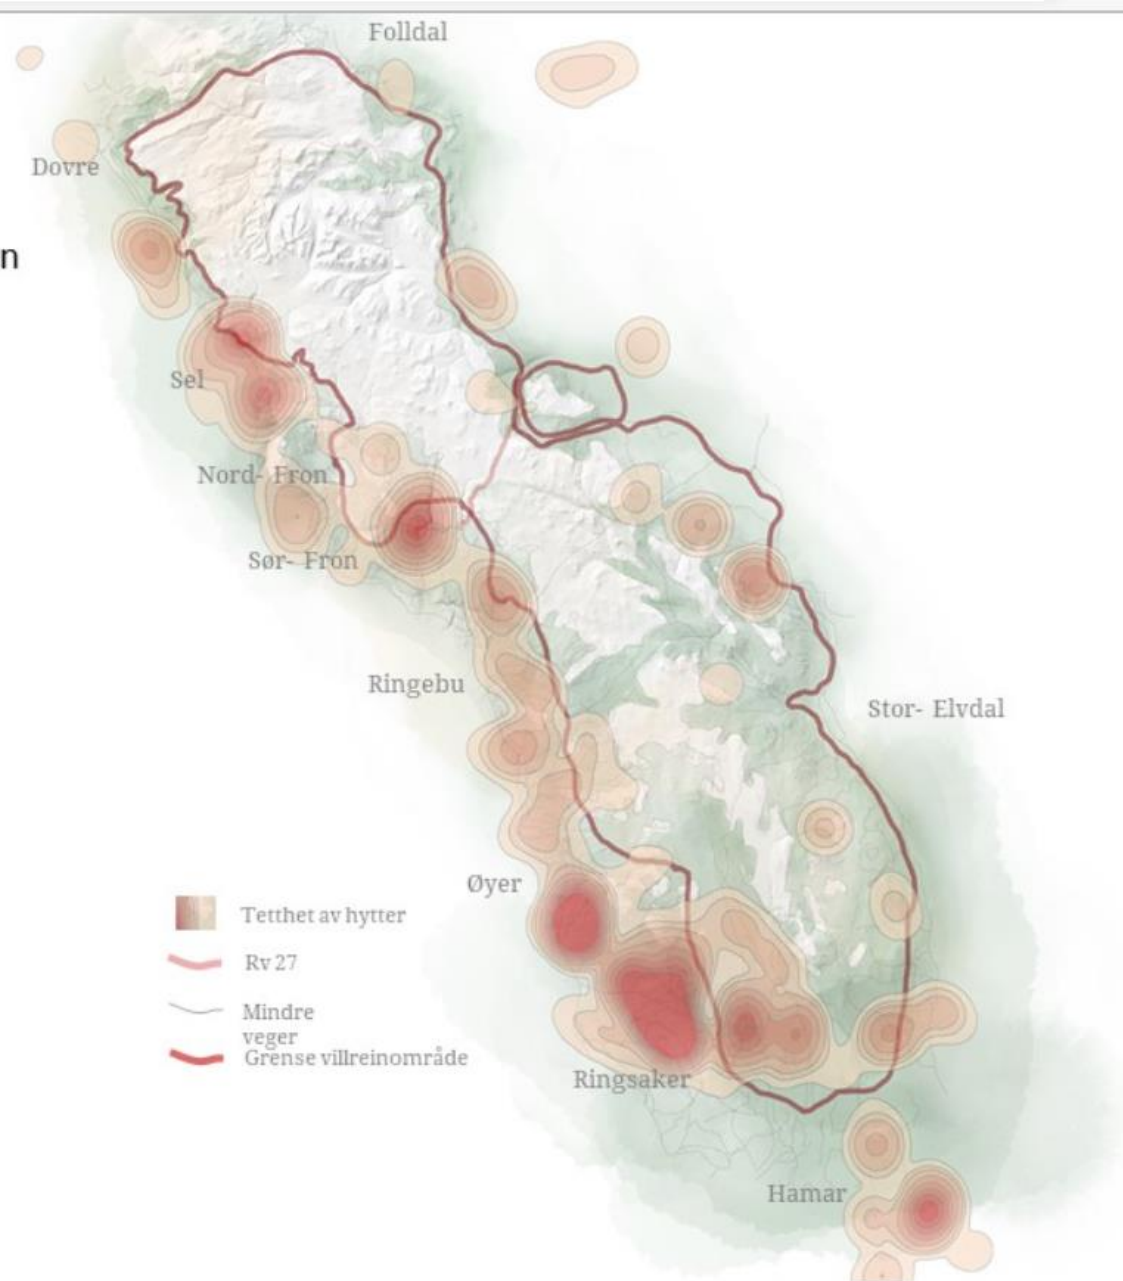 Folldal
Dovre
n
Sel
Nord- Fron
Sør- Fron
Ringebu
Stor- Elvdal
Øyer
Tetthet av hytter
Rv 27
Mindre
veger
Grense villreinområde
Ringsaker
Hamar